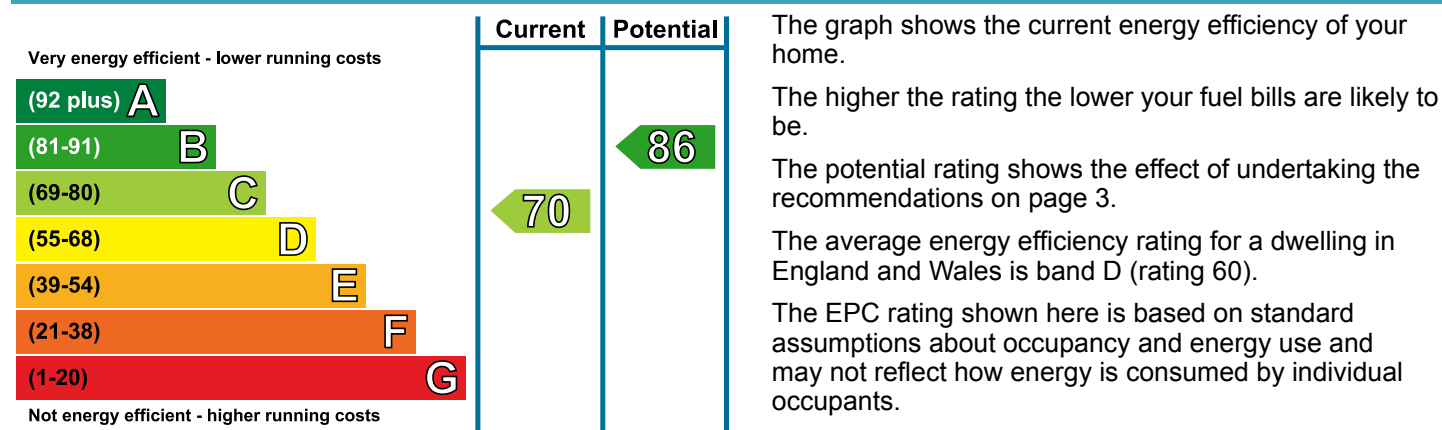 Current Potential
Very energy efficient - lower running costs
(92 plus) A
(81-91) B
(69-80) C
(55-68) D
(39-54) E
(21-38) F
(1-20) G
Not energy efficient - higher running costs
86
70
The graph shows the current energy efficiency of your
home.
The higher the rating the lower your fuel bills are likely to
be.
The potential rating shows the effect of undertaking the
recommendations on page 3.
The average energy efficiency rating for a dwelling in
England and Wales is band D (rating 60).
The EPC rating shown here is based on standard
assumptions about occupancy and energy use and
may not reflect how energy is consumed by individual
occupants.